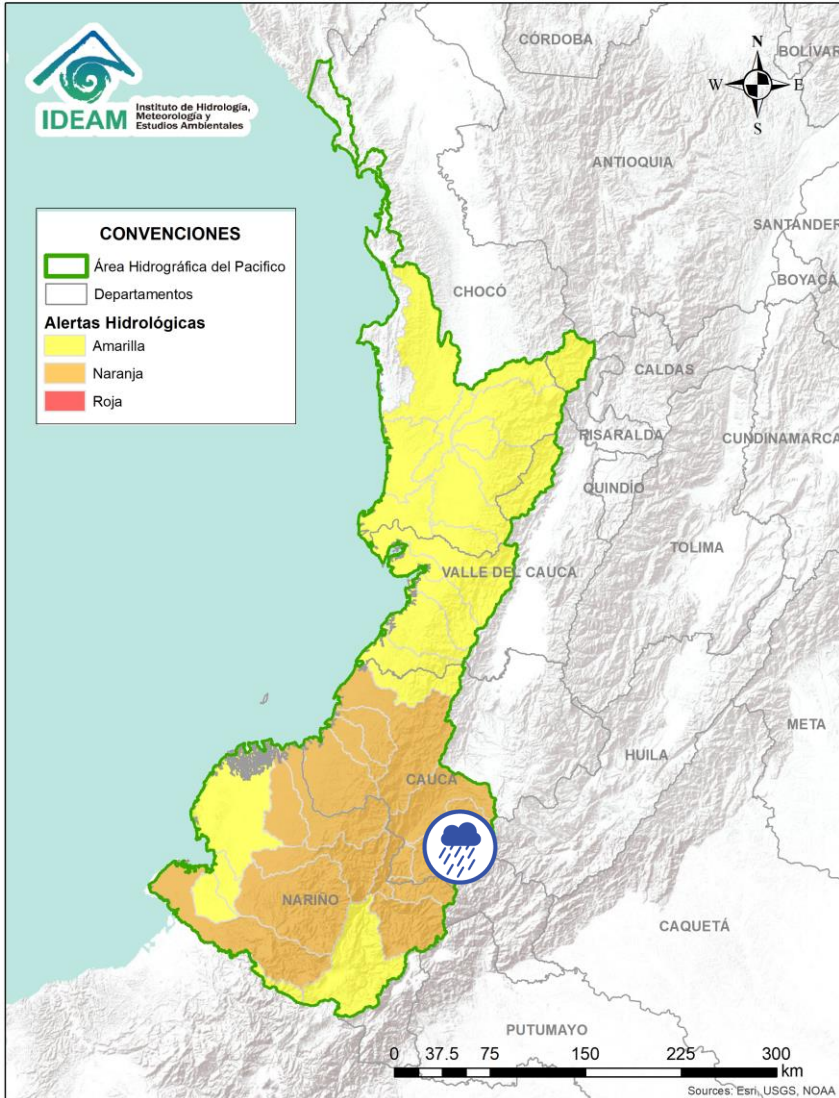 IDEAM
Instituto de Hidrología,
Meteorología y
Estudios Ambientales
CÓRDOBA
BOLÍVAR
N
W
E
S
ANTIOQUIA
SANTANDER
BOYACÁ
CONVENCIONES
Área Hidrográfica del Pacifico
Departamentos
Alertas Hidrológicas
Amarilla
Naranja
Roja
CHOCÓ
CALDAS
RISARALDA
CUNDINAMARCA
QUINDÍO
TOLIMA
VALLE DEL CAUCA
META
HUILA
CAUCA
NARIÑO
CAQUETÁ
PUTUMAYO
0 37.5 75 150 225 300
km
Sources: Esri, USGS, NOAA